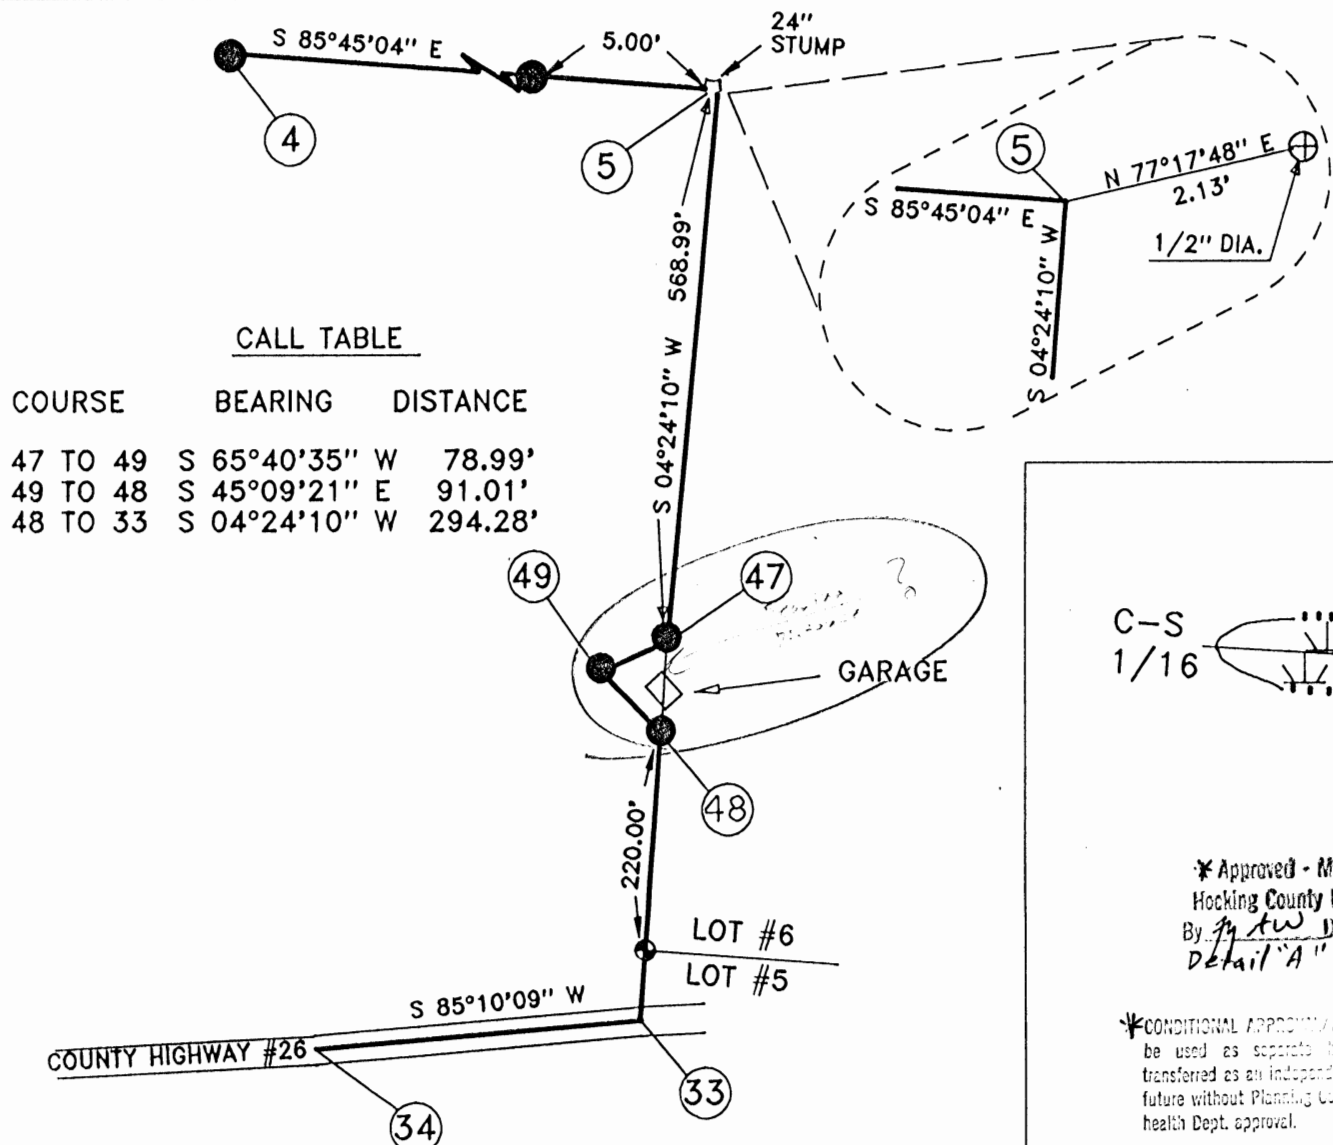 S 85°45'04" E
5.00'
24"
STUMP
4
5
5
N 77°17'48" E
2.13'
S 85°45'04" E
1/2" DIA.
S 04°24'10" W
568.99'
S 04°24'10" W
CALL TABLE
COURSE BEARING DISTANCE
47 TO 49 S 65°40'35" W 78.99'
49 TO 48 S 45°09'21" E 91.01'
48 TO 33 S 04°24'10" W 294.28'
49
47
GARAGE
C-S
1/16
48
220.00'
LOT #6
LOT #5
S 85°10'09" W
COUNTY HIGHWAY #26
33
34
* Approved - M
Hocking County
By
Detail "A"
* CONDITIONAL
be used as separate
transferred as an
future without Planning
health Dept. approval.